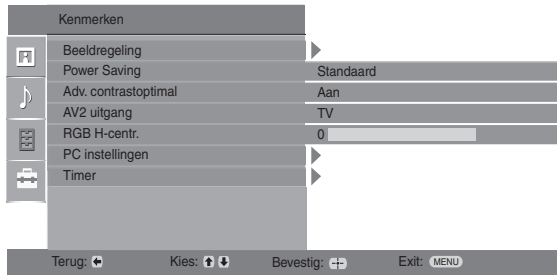 Kenmerken
Beeldregeling
Power Saving Standaard
Adv. contrastoptimal Aan
AV2 uitgang TV
RGB H-centr. 0
PC instellingen
Timer
Terug: Kies: Bevestig: Exit: MENU